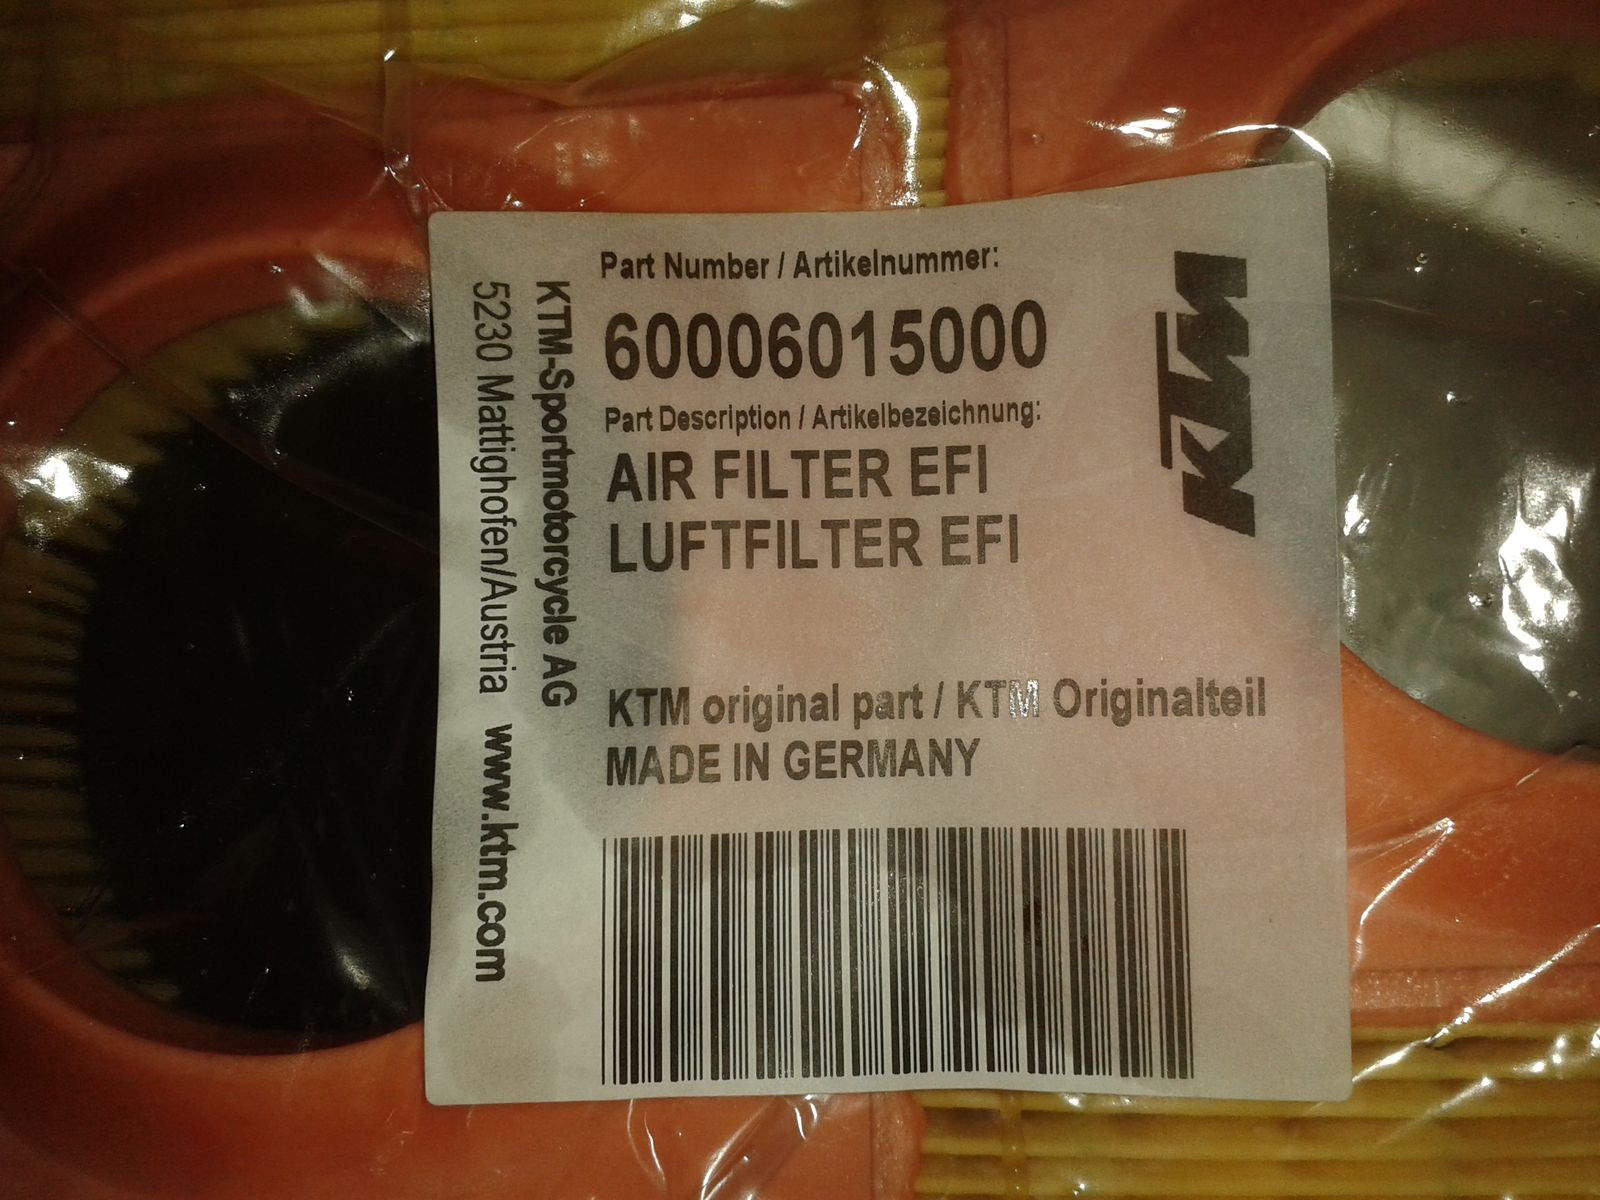 Part Number / Artikelnummer:
60006015000
Part Description / Artikelbezeichnung:
AIR FILTER EFI
LUFTFILTER EFI
KTM original part / KTM Originalteil
MADE IN GERMANY
KTM
KTM-Sportmotorcycle AG
5230 Mattighofen/Austria www.ktm.com